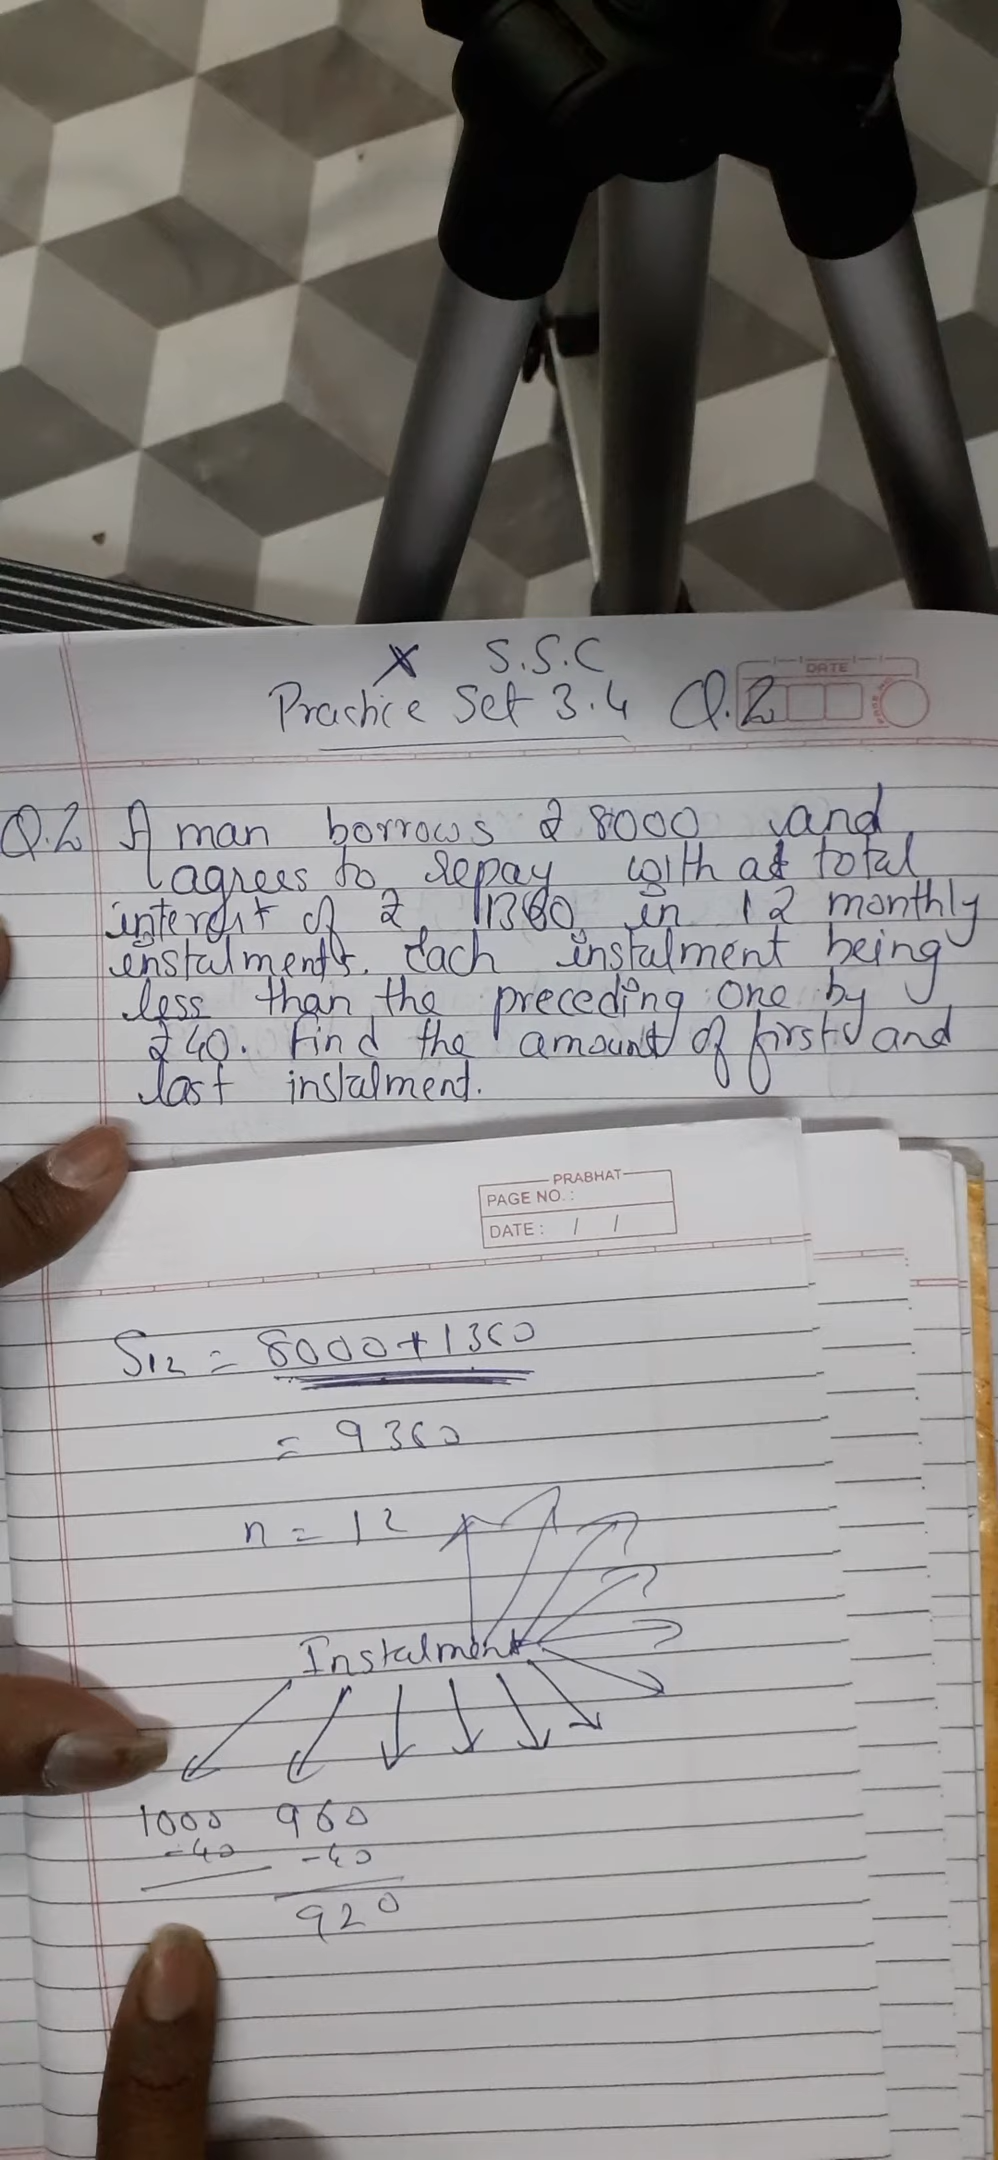 X S.S.C
Practice Set 3.4 Q.2
DATE
Q.2 A man borrows ₹ 8000 and
agrees to repay with at total
interest of ₹ 1360 in 12 monthly
instalments. Each instalment being
less than the preceding one by
₹ 40. Find the amount of first and
last instalment.
PRABHAT
PAGE NO. :
DATE : / /
S12 = 8000+1360
= 9360
n = 12
Instalment
1000 960
-40 -40
920